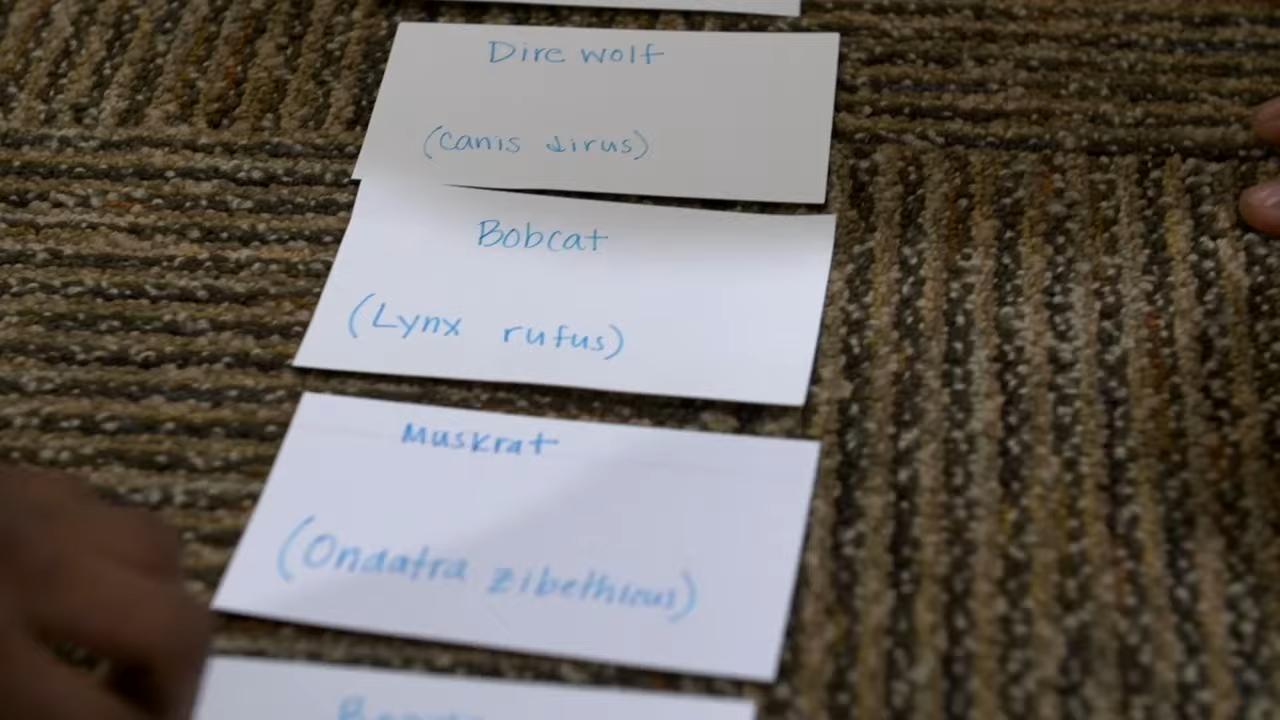 Dire wolf
(Canis dirus)
Bobcat
(Lynx rufus)
Muskrat
(Ondatra zibethicus)